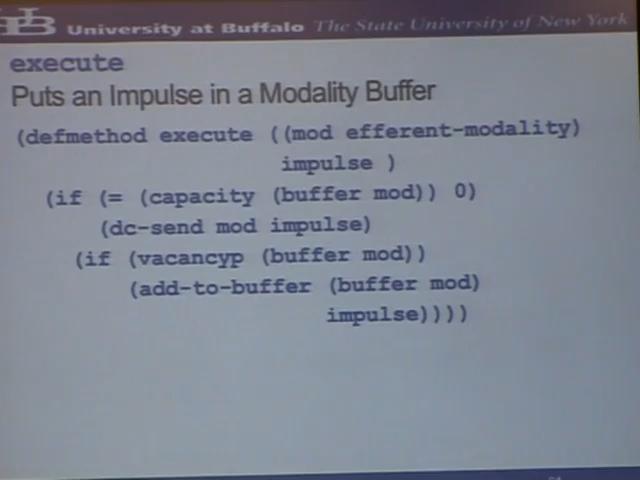 UB University at Buffalo The State University of New York
execute
Puts an Impulse in a Modality Buffer
(defmethod execute ((mod efferent-modality)
impulse )
(if (= (capacity (buffer mod)) 0)
(dc-send mod impulse)
(if (vacancyp (buffer mod))
(add-to-buffer (buffer mod)
impulse))))